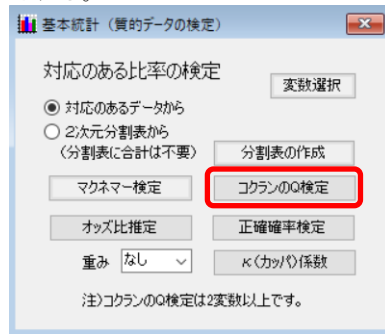 基本統計（質的データの検定）
対応のある比率の検定
変数選択
対応のあるデータから
2次元分割表から
（分割表に合計は不要）
分割表の作成
マクネマー検定
コクランのQ検定
オッズ比推定
正確確率検定
重み なし
κ(カッパ)係数
注)コクランのQ検定は2変数以上です。